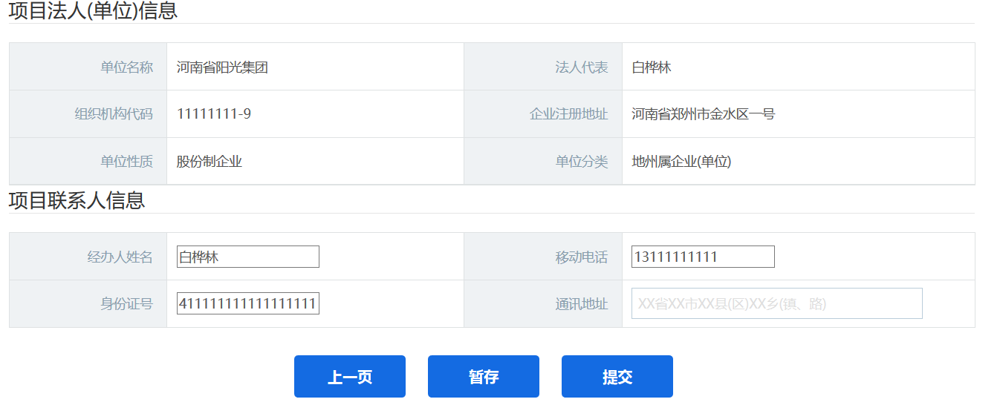 项目法人(单位)信息
单位名称 河南省阳光集团 法人代表 白桦林
组织机构代码 11111111-9 企业注册地址 河南省郑州市金水区一号
单位性质 股份制企业 单位分类 地州属企业(单位)
项目联系人信息
经办人姓名 白桦林 移动电话 13111111111
身份证号 411111111111111111 通讯地址 XX省XX市XX县(区)XX乡(镇、路)
上一页 暂存 提交